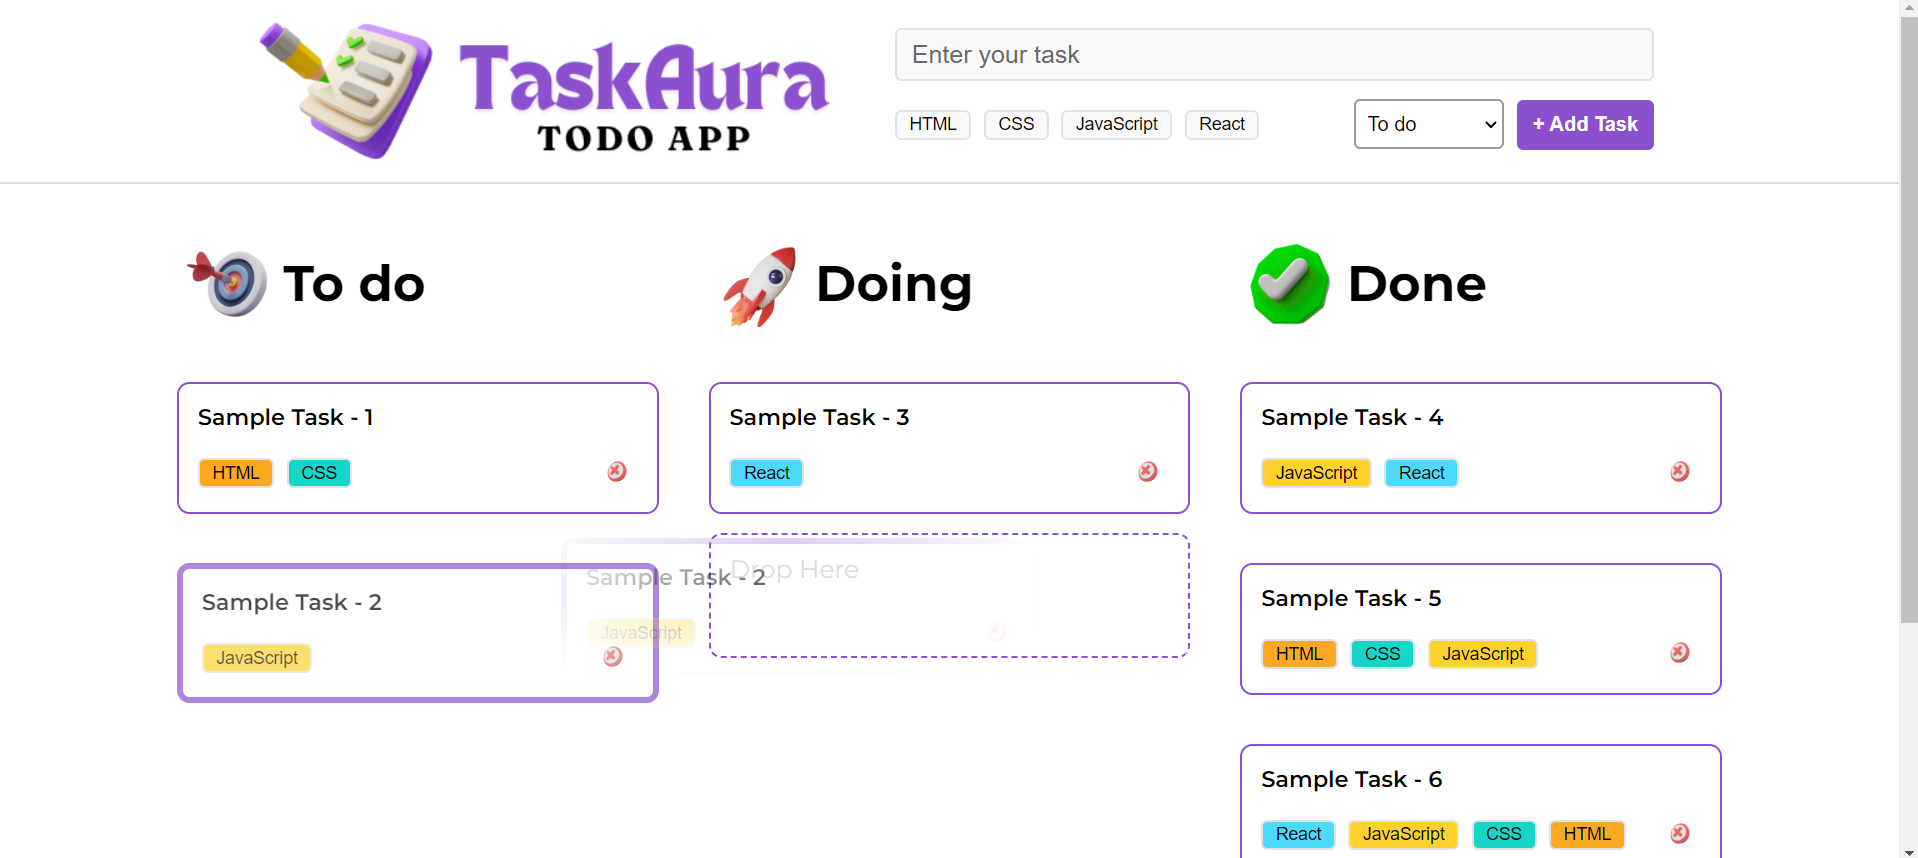 TaskAura
TODO APP
Enter your task
HTML CSS JavaScript React
To do
+ Add Task
To do
Sample Task - 1
HTML CSS
Sample Task - 2
JavaScript
Sample Task - 2
JavaScript
Doing
Sample Task - 3
React
Drop Here
Done
Sample Task - 4
JavaScript React
Sample Task - 5
HTML CSS JavaScript
Sample Task - 6
React JavaScript CSS HTML